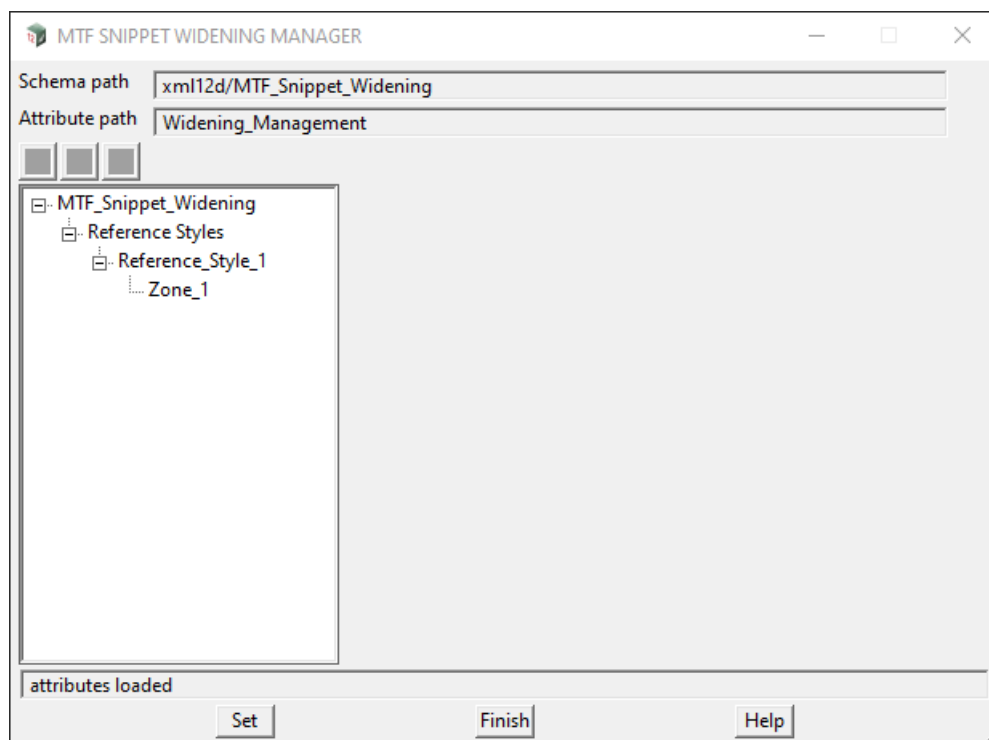 MTF SNIPPET WIDENING MANAGER
Schema path xml12d/MTF_Snippet_Widening
Attribute path Widening_Management
MTF_Snippet_Widening
Reference Styles
Reference_Style_1
Zone_1
attributes loaded
Set Finish Help